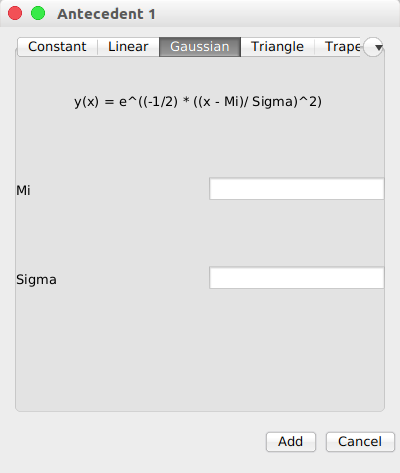 Antecedent 1
Constant Linear Gaussian Triangle Trape
y(x) = e^((-1/2) * ((x - Mi)/ Sigma)^2)
Mi
Sigma
Add Cancel